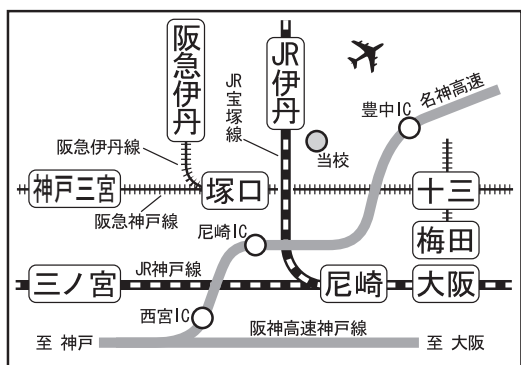 阪急伊丹
JR伊丹
JR宝塚線
名神高速
豊中IC
当校
阪急伊丹線
神戸三宮
塚口
十三
阪急神戸線
梅田
尼崎IC
JR神戸線
三ノ宮
尼崎
大阪
西宮IC
阪神高速神戸線
至 神戸
至 大阪